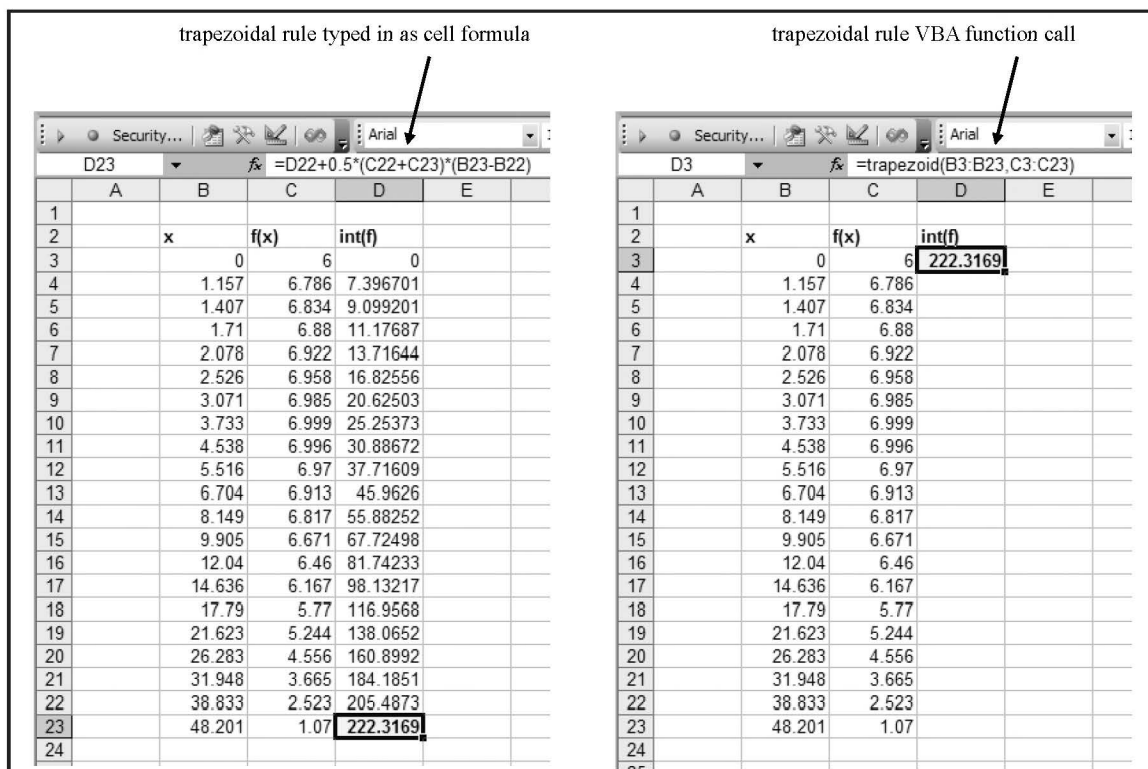 trapezoidal rule typed in as cell formula
Security... Arial
D23 fx =D22+0.5*(C22+C23)*(B23-B22)
A B C D E
1
2 x f(x) int(f)
3 0 6 0
4 1.157 6.786 7.396701
5 1.407 6.834 9.099201
6 1.71 6.88 11.17687
7 2.078 6.922 13.71644
8 2.526 6.958 16.82556
9 3.071 6.985 20.62503
10 3.733 6.999 25.25373
11 4.538 6.996 30.88672
12 5.516 6.97 37.71609
13 6.704 6.913 45.9626
14 8.149 6.817 55.88252
15 9.905 6.671 67.72498
16 12.04 6.46 81.74233
17 14.636 6.167 98.13217
18 17.79 5.77 116.9568
19 21.623 5.244 138.0652
20 26.283 4.556 160.8992
21 31.948 3.665 184.1851
22 38.833 2.523 205.4873
23 48.201 1.07 222.3169
24
trapezoidal rule VBA function call
Security... Arial
D3 fx =trapezoid(B3:B23,C3:C23)
A B C D E
1
2 x f(x) int(f)
3 0 6 222.3169
4 1.157 6.786
5 1.407 6.834
6 1.71 6.88
7 2.078 6.922
8 2.526 6.958
9 3.071 6.985
10 3.733 6.999
11 4.538 6.996
12 5.516 6.97
13 6.704 6.913
14 8.149 6.817
15 9.905 6.671
16 12.04 6.46
17 14.636 6.167
18 17.79 5.77
19 21.623 5.244
20 26.283 4.556
21 31.948 3.665
22 38.833 2.523
23 48.201 1.07
24